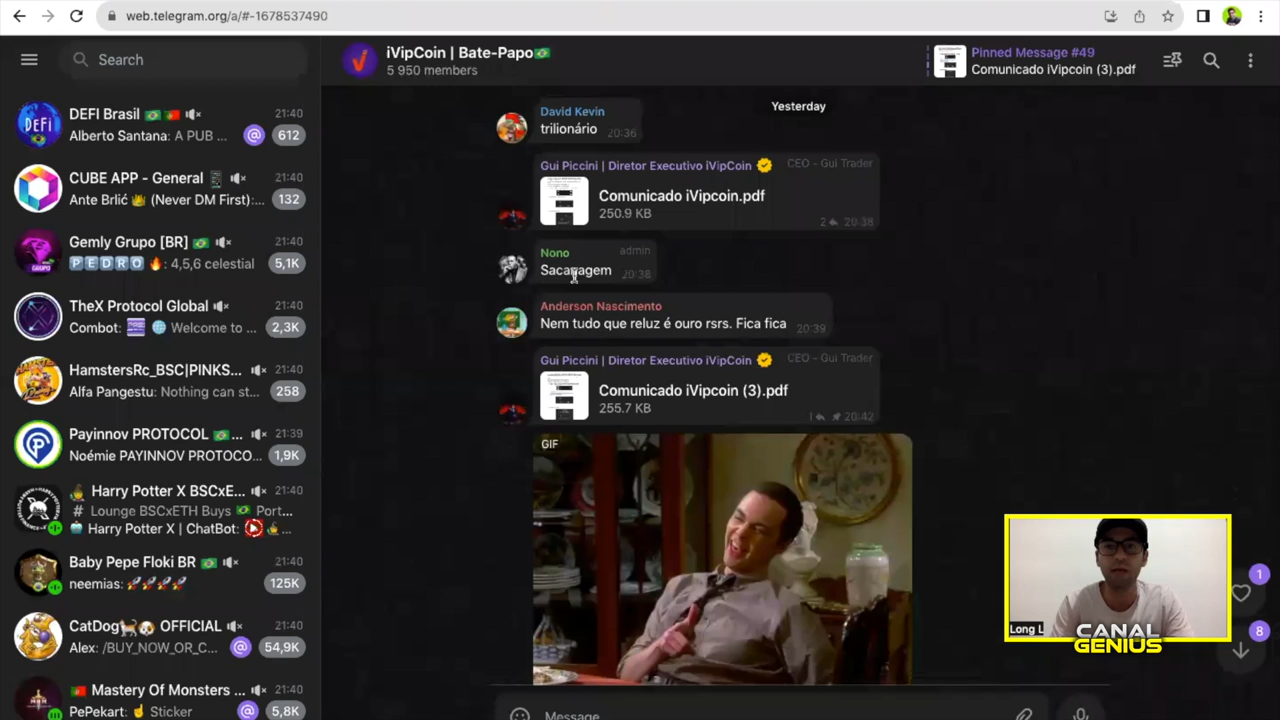 web.telegram.org/a/#-1678537490
Search
iVipCoin | Bate-Papo🇧🇷
5 950 members
Pinned Message #49
Comunicado iVipcoin (3).pdf
DEFI Brasil 🇧🇷 🇵🇹
21:40
Alberto Santana: A PUB ...
@
612
CUBE APP - General
21:40
Ante Brlić 👑 (Never DM First):...
132
Gemly Grupo [BR] 🇧🇷
21:40
🄿🄴🄳🅁🄾 🔥: 4,5,6 celestial
5,1K
TheX Protocol Global
21:40
Combot: 🌐 Welcome to ...
2,3K
HamstersRc_BSC|PINKS...
21:40
Alfa Pangestu: Nothing can st...
258
Payinnov PROTOCOL 🇧🇷 ...
21:39
Noémie PAYINNOV PROTOCO...
1,9K
Harry Potter X BSCxE...
21:40
# Lounge BSCxETH Buys 🇧🇷 Port...
Harry Potter X | ChatBot: ...
Baby Pepe Floki BR 🇧🇷
21:40
neemias: 🚀🚀🚀🚀
125K
CatDog🐕🐶 OFFICIAL
21:40
Alex: /BUY_NOW_OR_C...
@
54,9K
🇵🇹 Mastery Of Monsters ...
21:40
PePekart: ☝ Sticker
@
5,8K
Yesterday
David Kevin
trilionário 20:36
Gui Piccini | Diretor Executivo iVipCoin
CEO - Gui Trader
Comunicado iVipcoin.pdf
250.9 KB
2 20:38
Nono
admin
Sacanagem 20:38
Anderson Nascimento
Nem tudo que reluz é ouro rsrs. Fica fica 20:39
Gui Piccini | Diretor Executivo iVipCoin
CEO - Gui Trader
Comunicado iVipcoin (3).pdf
255.7 KB
1 20:42
GIF
Message
1
8
Long L
CANAL
GENIUS